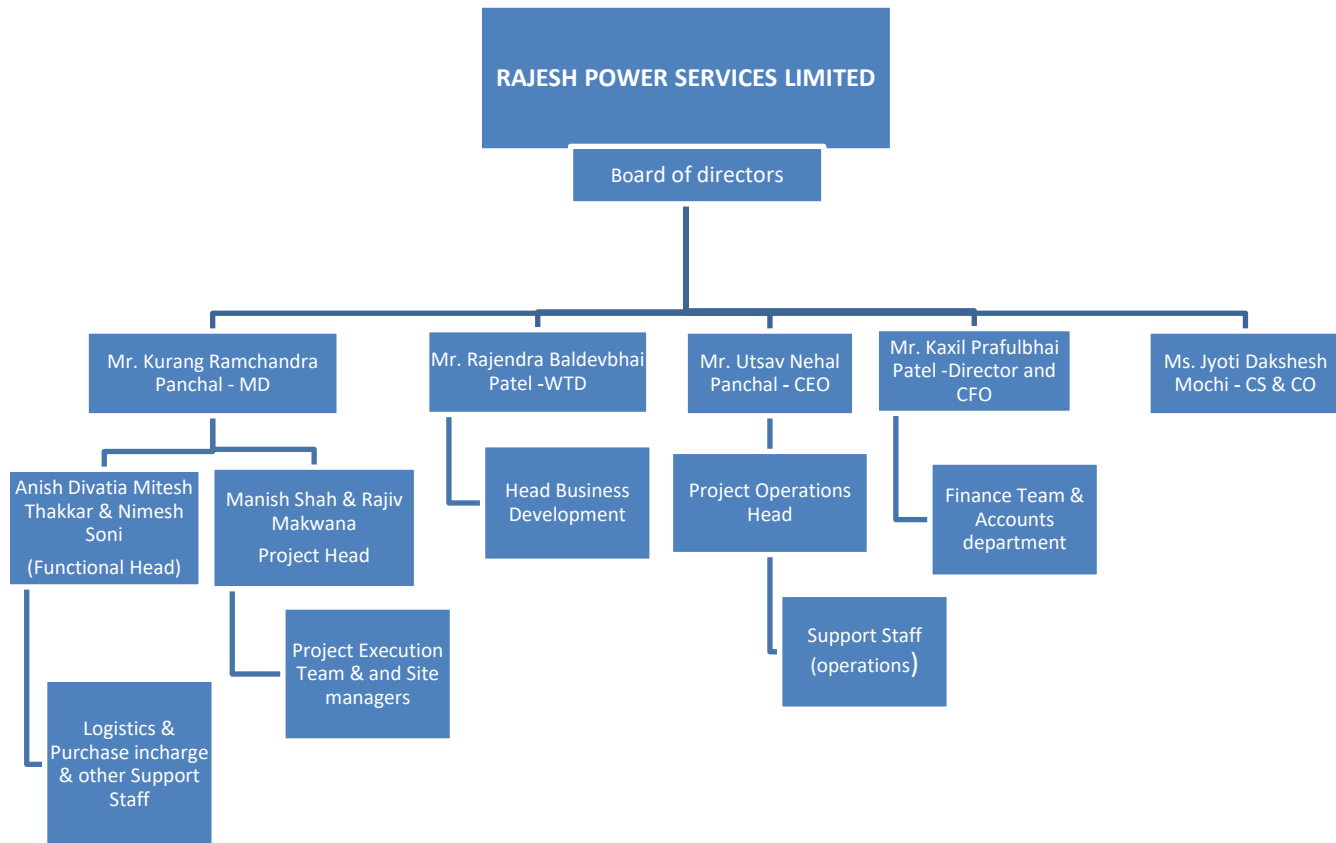 RAJESH POWER SERVICES LIMITED
Board of directors
Mr. Kurang Ramchandra
Panchal - MD
Mr. Rajendra Baldevbhai
Patel -WTD
Mr. Utsav Nehal
Panchal - CEO
Mr. Kaxil Prafulbhai
Patel -Director and
CFO
Ms. Jyoti Dakshesh
Mochi - CS & CO
Anish Divatia Mitesh
Thakkar & Nimesh
Soni
(Functional Head)
Manish Shah & Rajiv
Makwana
Project Head
Head Business
Development
Project Operations
Head
Finance Team &
Accounts
department
Project Execution
Team & and Site
managers
Support Staff
(operations)
Logistics &
Purchase incharge
& other Support
Staff